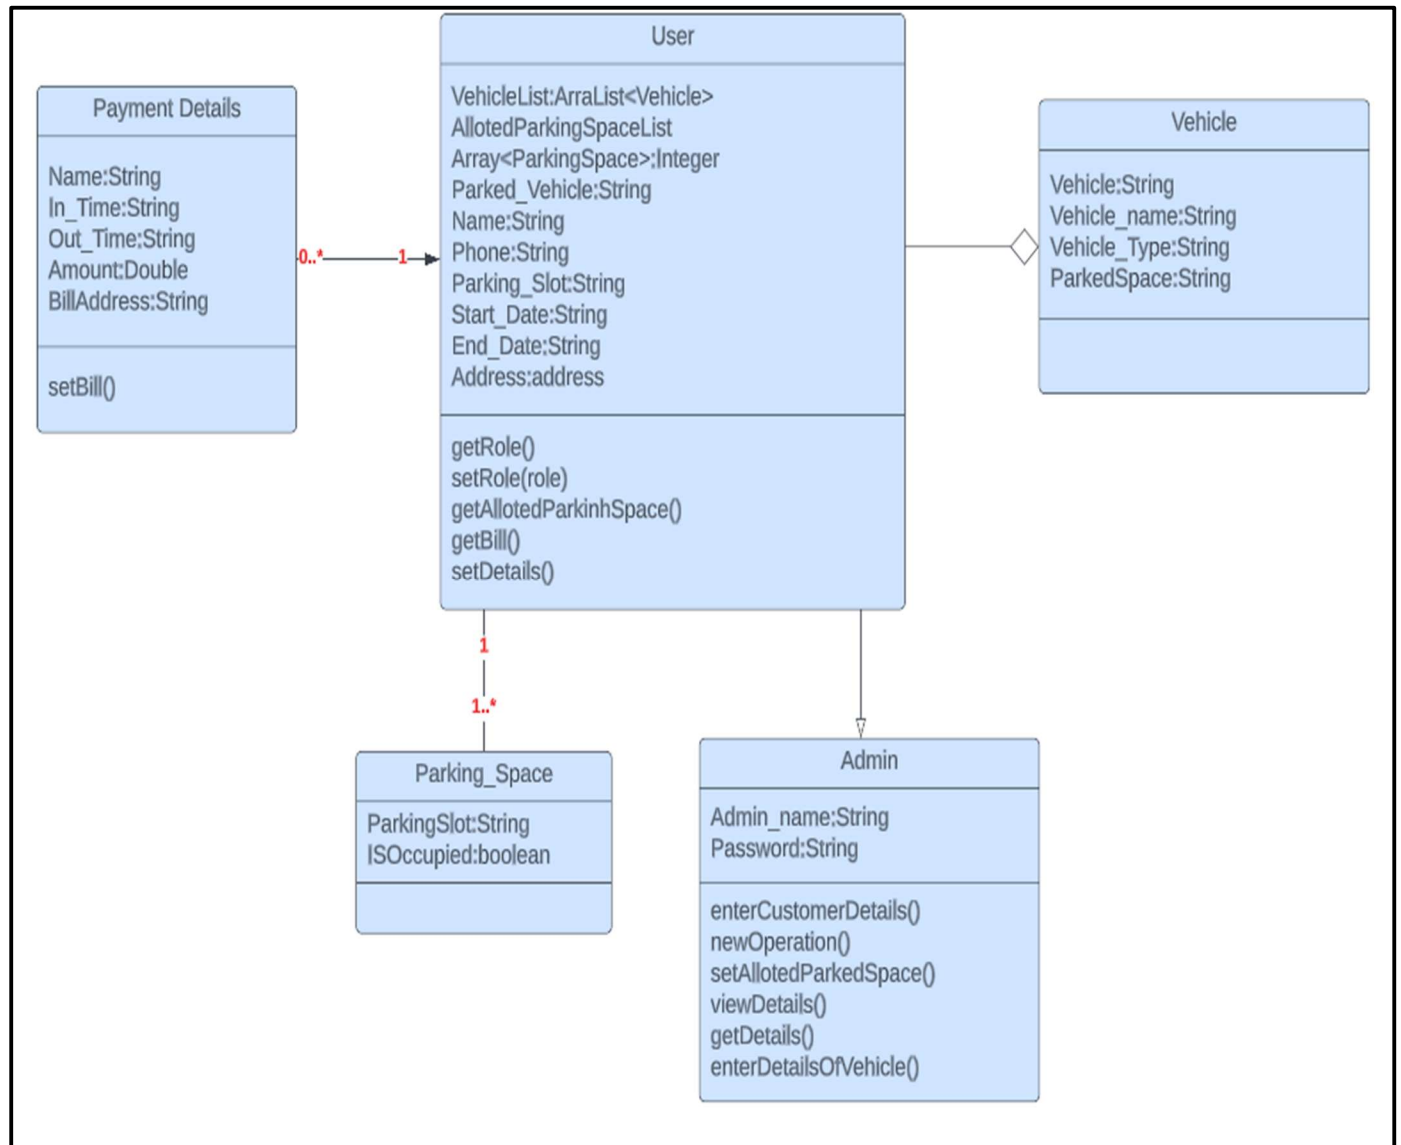 User
VehicleList:ArraList<Vehicle>
AllotedParkingSpaceList
Array<ParkingSpace>:Integer
Parked_Vehicle:String
Name:String
Phone:String
Parking_Slot:String
Start_Date:String
End_Date:String
Address:address
getRole()
setRole(role)
getAllotedParkinhSpace()
getBill()
setDetails()
Payment Details
Name:String
In_Time:String
Out_Time:String
Amount:Double
BillAddress:String
setBill()
0..*
1
Vehicle
Vehicle:String
Vehicle_name:String
Vehicle_Type:String
ParkedSpace:String
1
1..*
Parking_Space
ParkingSlot:String
ISOccupied:boolean
Admin
Admin_name:String
Password:String
enterCustomerDetails()
newOperation()
setAllotedParkedSpace()
viewDetails()
getDetails()
enterDetailsOfVehicle()